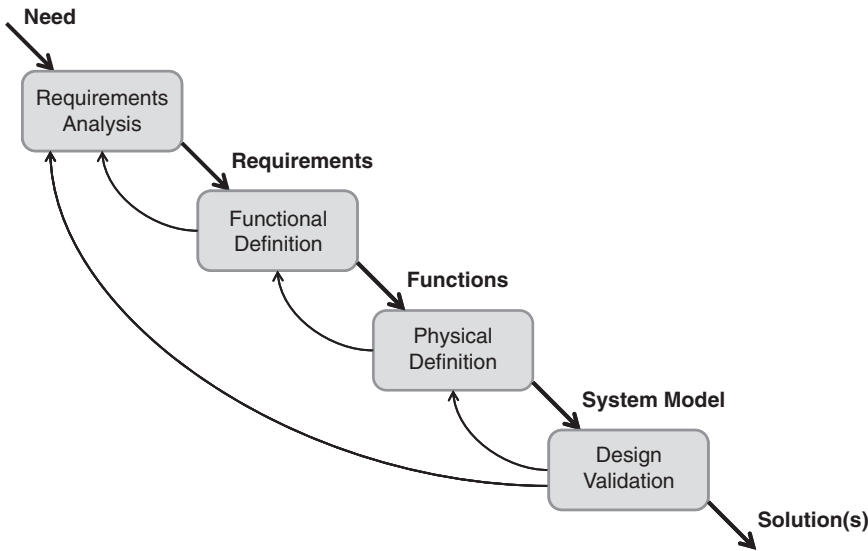 Need
Requirements
Analysis
Requirements
Functional
Definition
Functions
Physical
Definition
System Model
Design
Validation
Solution(s)